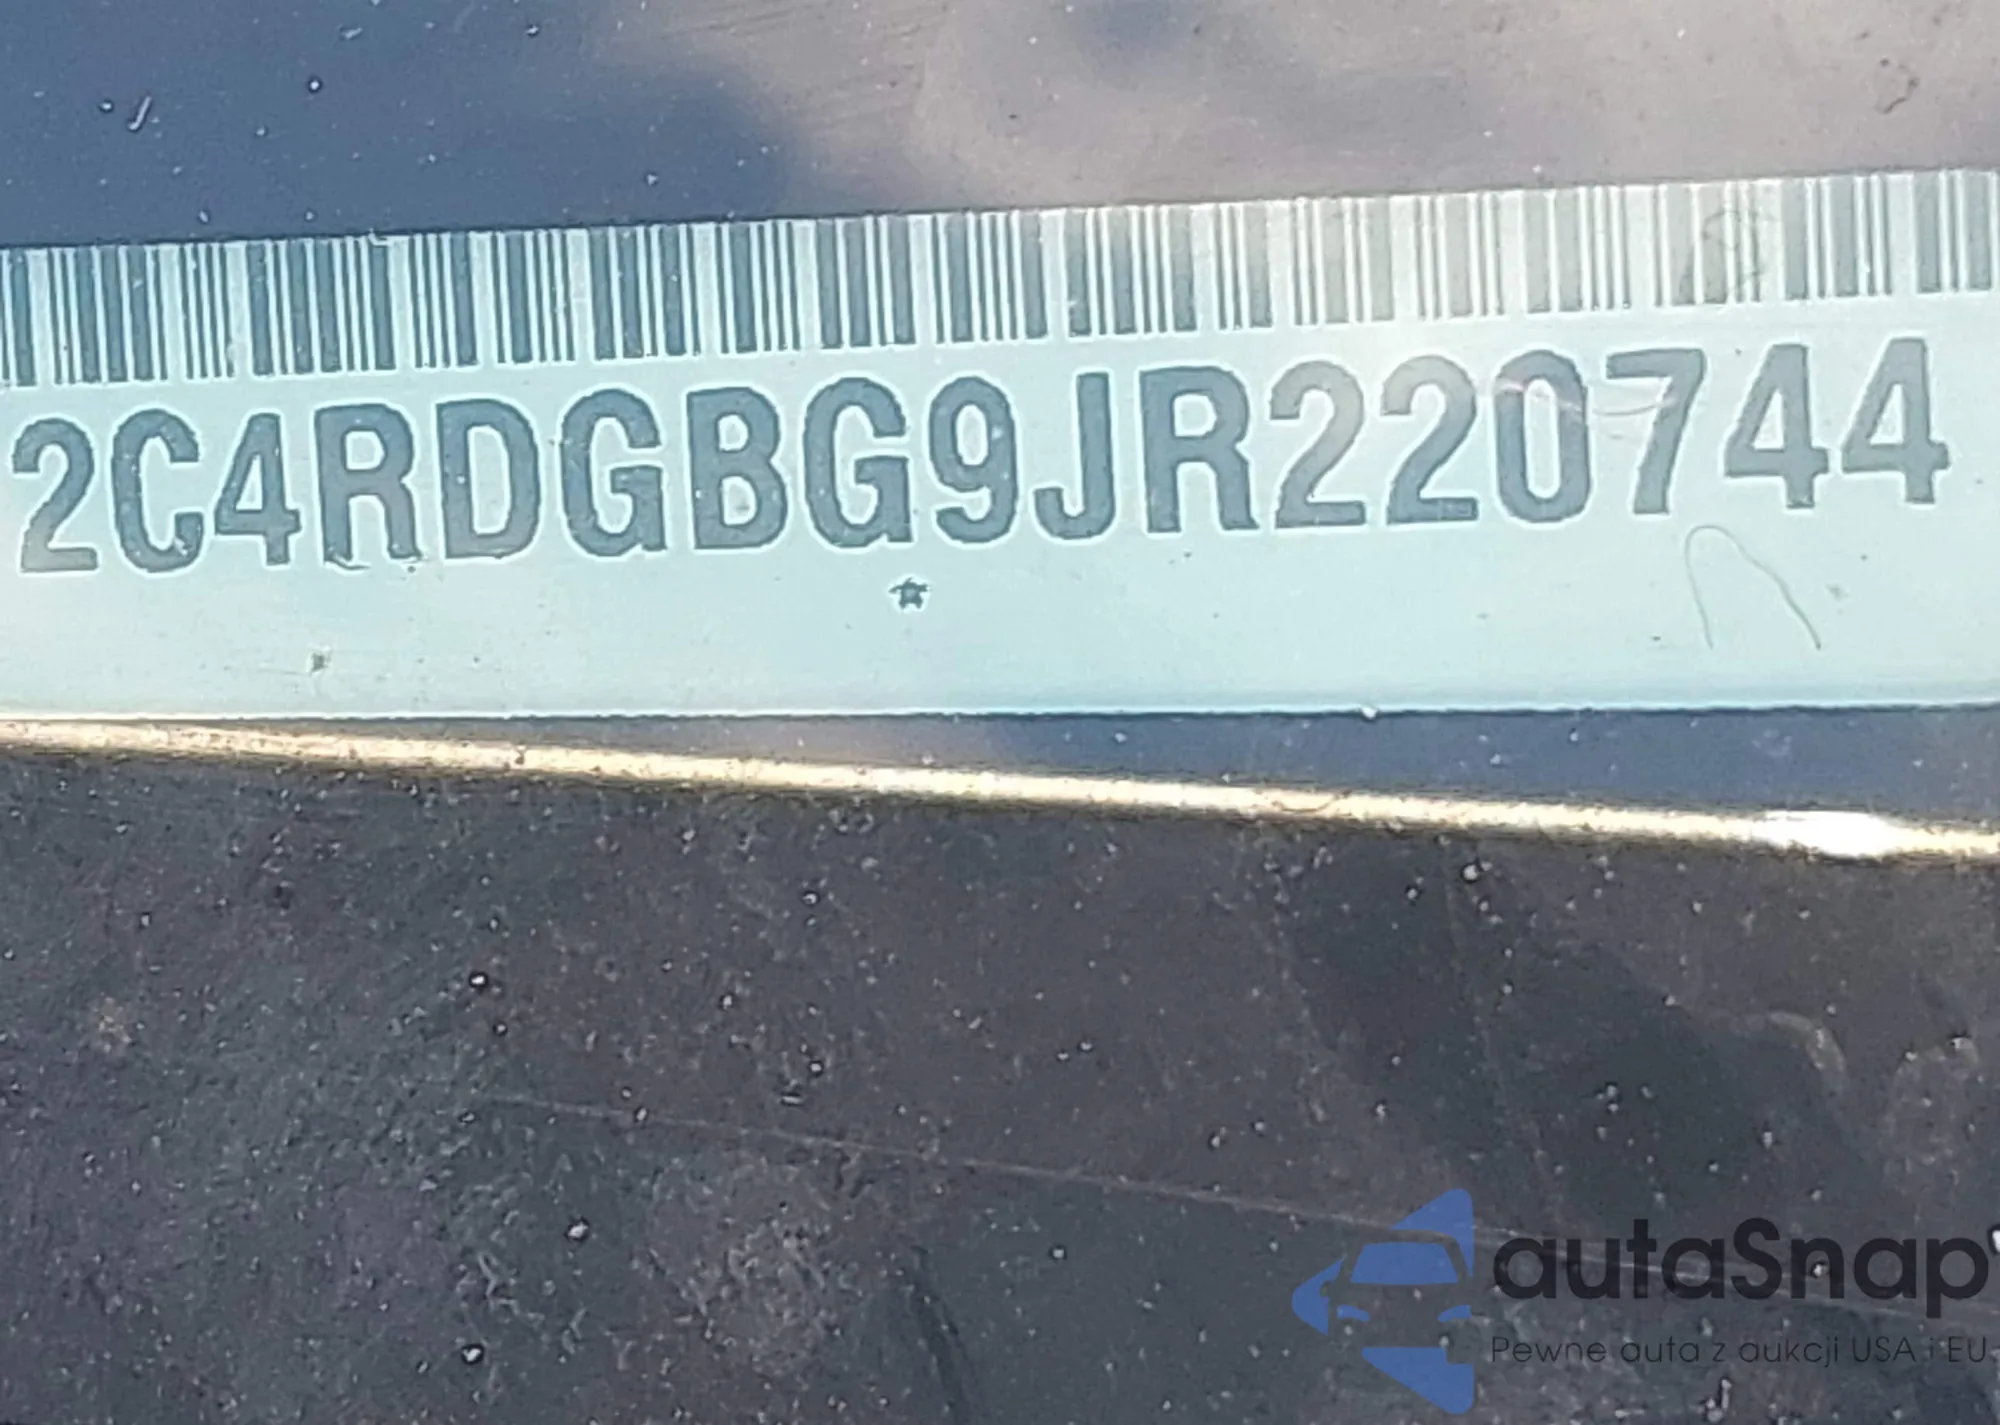 2C4RDGBG9JR220744
autaSnap
Pewne auta z aukcji USA i EU